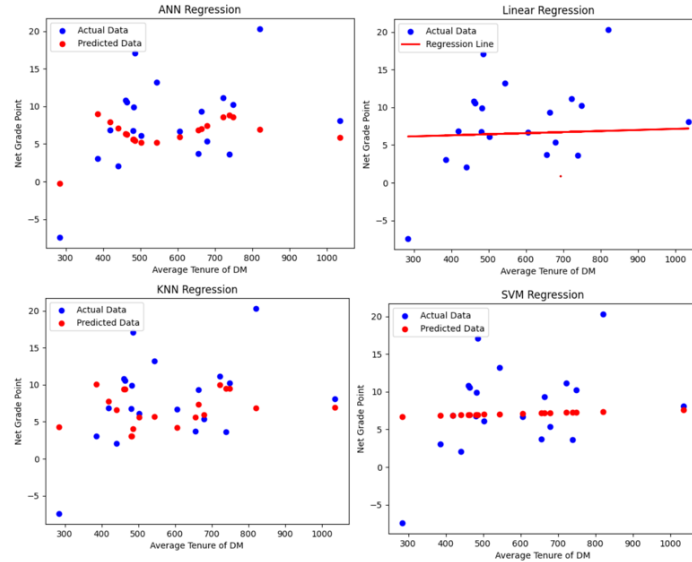 ANN Regression
Actual Data
Predicted Data
Net Grade Point
20
15
10
5
0
−5
300 400 500 600 700 800 900 1000
Average Tenure of DM
Linear Regression
Actual Data
Regression Line
Net Grade Point
20
15
10
5
0
−5
300 400 500 600 700 800 900 1000
Average Tenure of DM
KNN Regression
Actual Data
Predicted Data
Net Grade Point
20
15
10
5
0
−5
300 400 500 600 700 800 900 1000
Average Tenure of DM
SVM Regression
Actual Data
Predicted Data
Net Grade Point
20
15
10
5
0
−5
300 400 500 600 700 800 900 1000
Average Tenure of DM